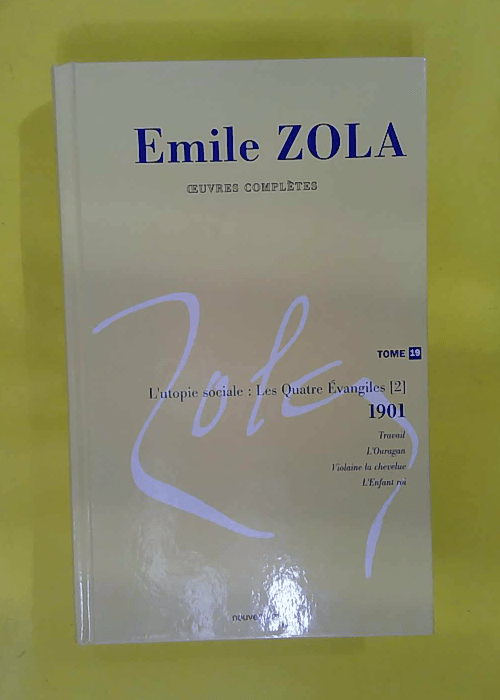 Emile ZOLA
ŒUVRES COMPLÈTES
Zola
TOME 19
L'utopie sociale : Les Quatre Évangiles [2]
1901
Travail
L'Ouragan
Violaine la chevelue
L'Enfant roi